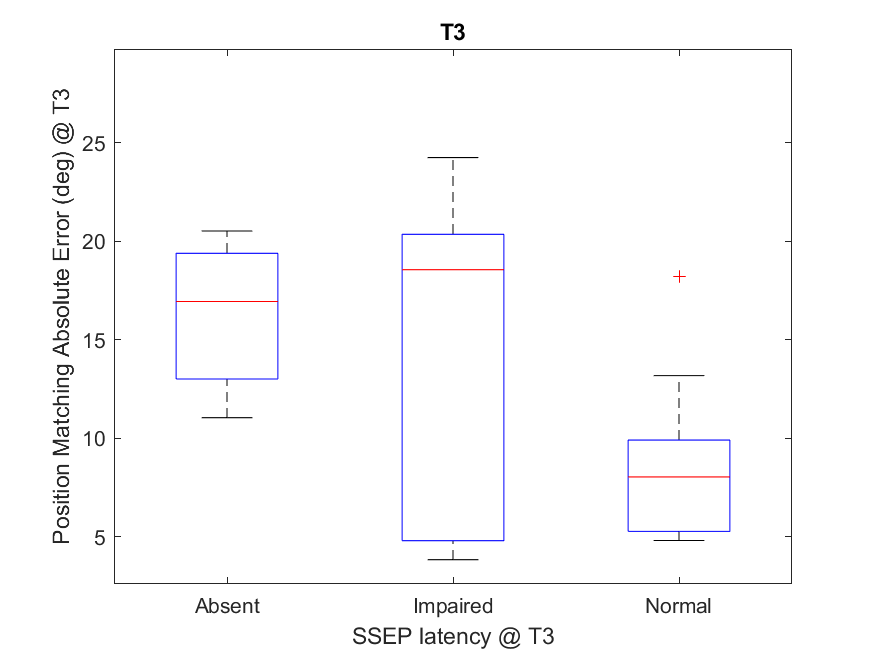 T3
Position Matching Absolute Error (deg) @ T3
25
20
15
10
5
Absent Impaired Normal
SSEP latency @ T3